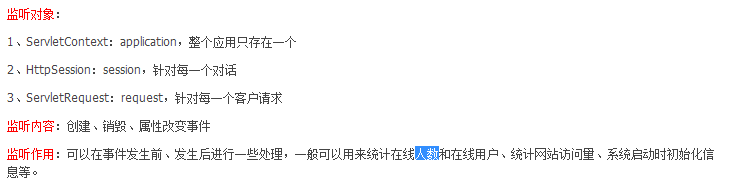 监听对象：
1、ServletContext：application，整个应用只存在一个
2、HttpSession：session，针对每一个对话
3、ServletRequest：request，针对每一个客户请求
监听内容：创建、销毁、属性改变事件
监听作用：可以在事件发生前、发生后进行一些处理，一般可以用来统计在线人数和在线用户、统计网站访问量、系统启动时初始化信
息等。